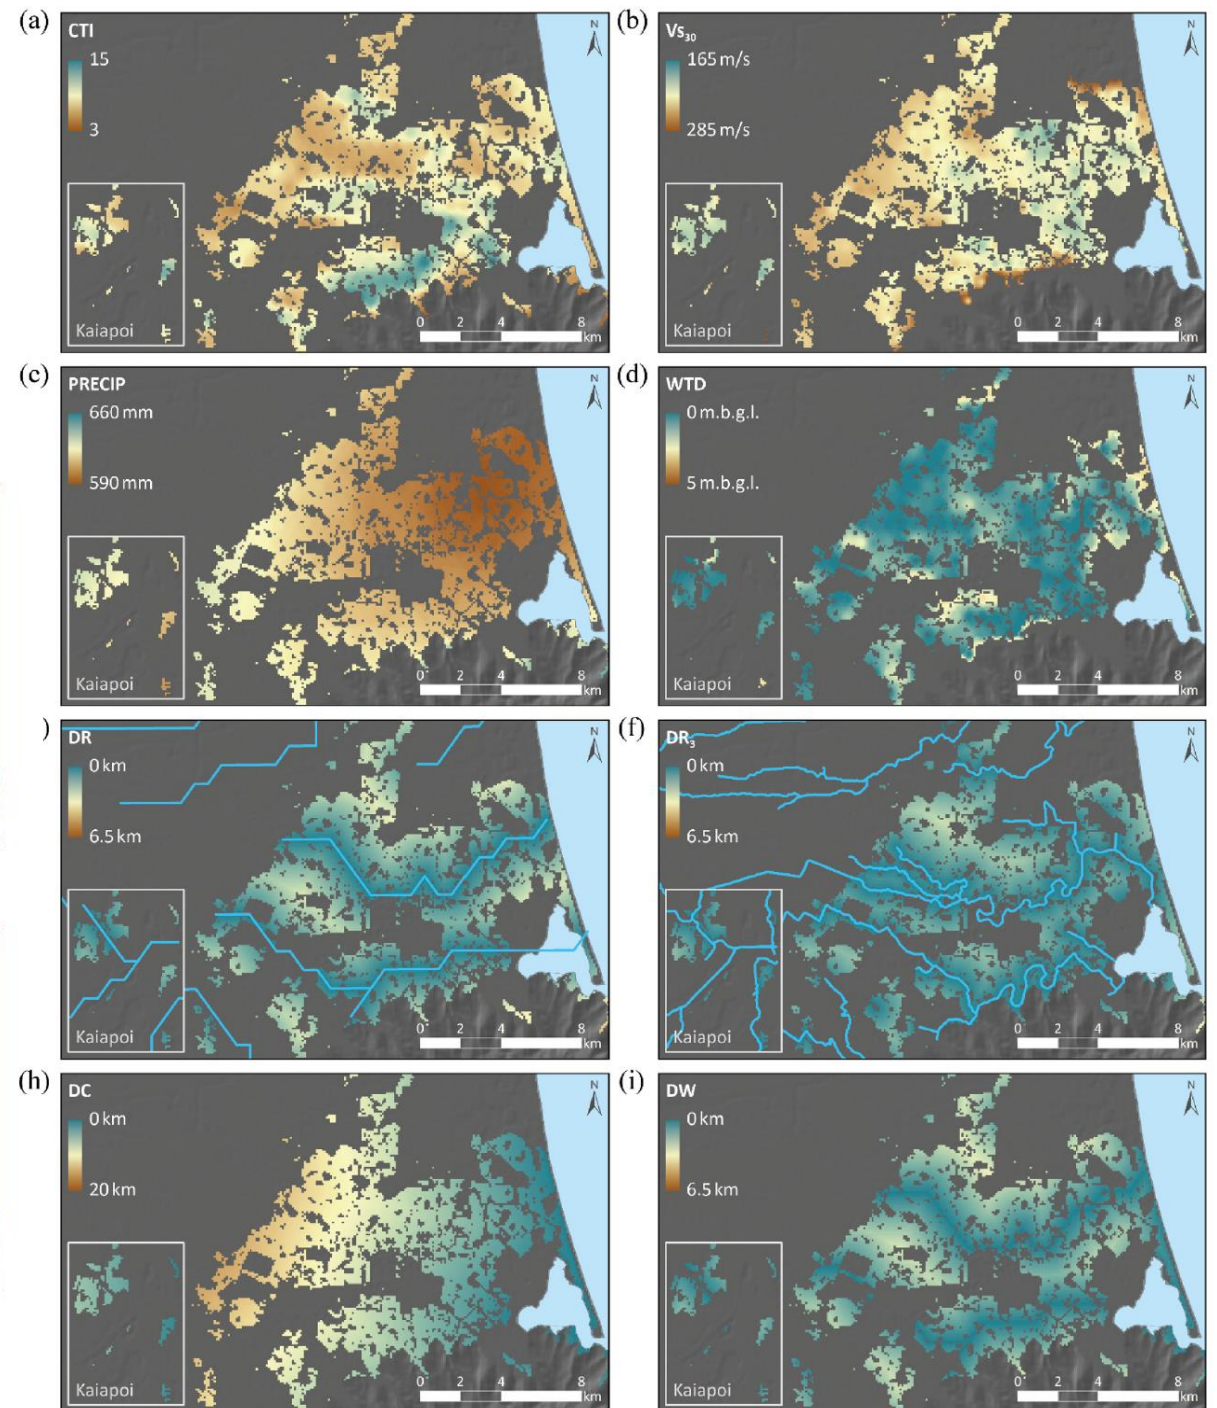 (a) CTI
15
3
Kaiapoi
N
0 2 4 8
km
(b) Vs30
165 m/s
285 m/s
Kaiapoi
N
0 2 4 8
km
(c) PRECIP
660 mm
590 mm
Kaiapoi
N
0 2 4 8
km
(d) WTD
0 m.b.g.l.
5 m.b.g.l.
Kaiapoi
N
0 2 4 8
km
) DR
0 km
6.5 km
Kaiapoi
N
0 2 4 8
km
(f) DR3
0 km
6.5 km
Kaiapoi
N
0 2 4 8
km
(h) DC
0 km
20 km
Kaiapoi
N
0 2 4 8
km
(i) DW
0 km
6.5 km
Kaiapoi
N
0 2 4 8
km